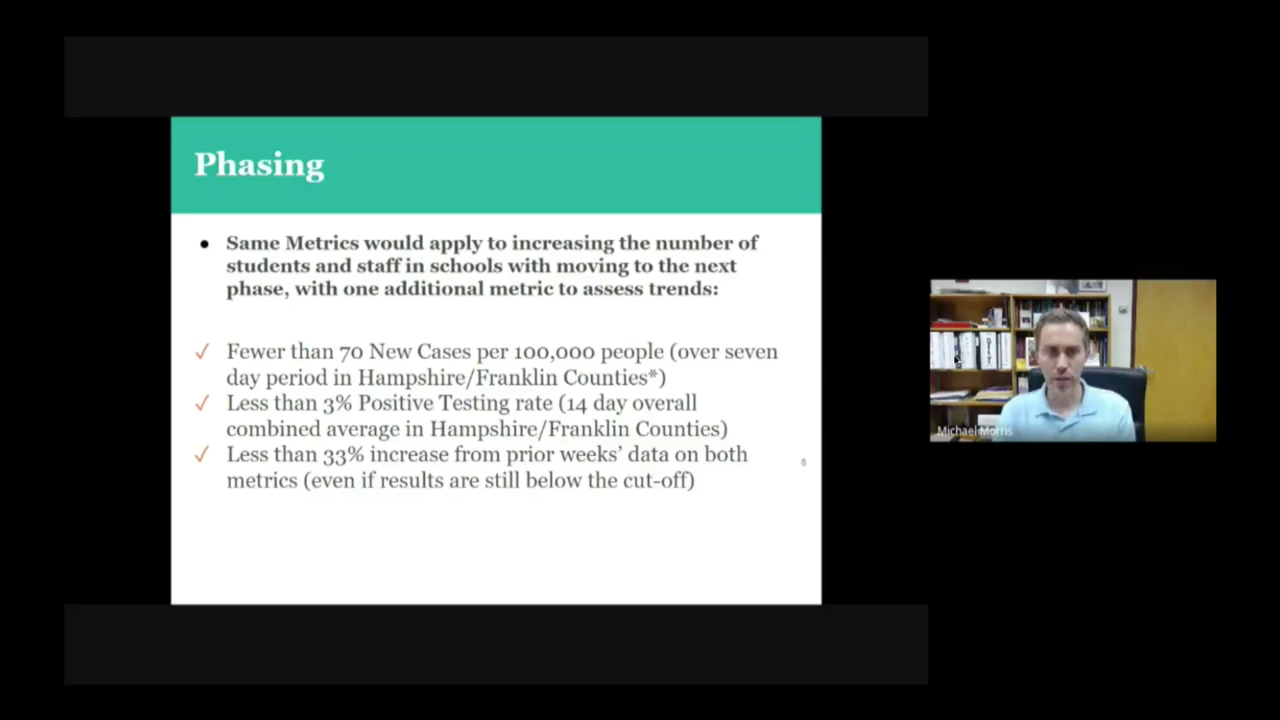 Phasing
● Same Metrics would apply to increasing the number of
students and staff in schools with moving to the next
phase, with one additional metric to assess trends:
✓ Fewer than 70 New Cases per 100,000 people (over seven
day period in Hampshire/Franklin Counties*)
✓ Less than 3% Positive Testing rate (14 day overall
combined average in Hampshire/Franklin Counties)
✓ Less than 33% increase from prior weeks’ data on both
metrics (even if results are still below the cut-off)
8
Michael Morris